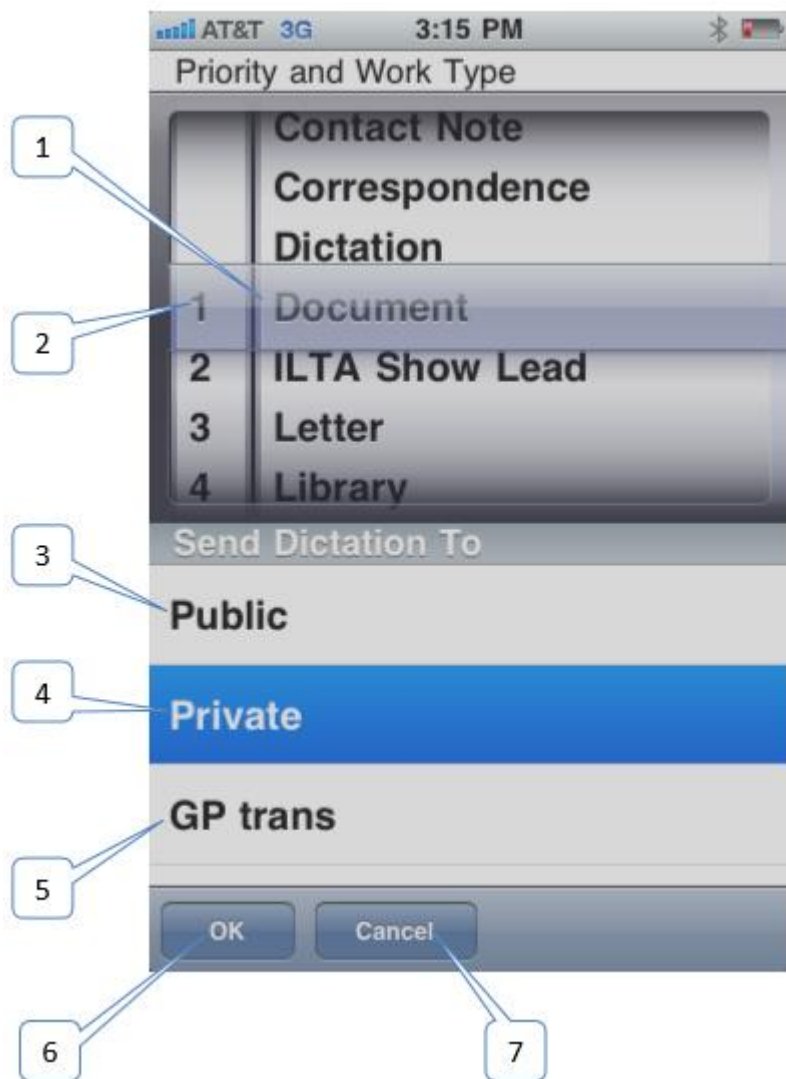 AT&T 3G 3:15 PM
Priority and Work Type
Contact Note
1
Correspondence
Dictation
1 Document
2
2 ILTA Show Lead
3 Letter
4 Library
Send Dictation To
3
Public
4
Private
GP trans
5
OK Cancel
6 7